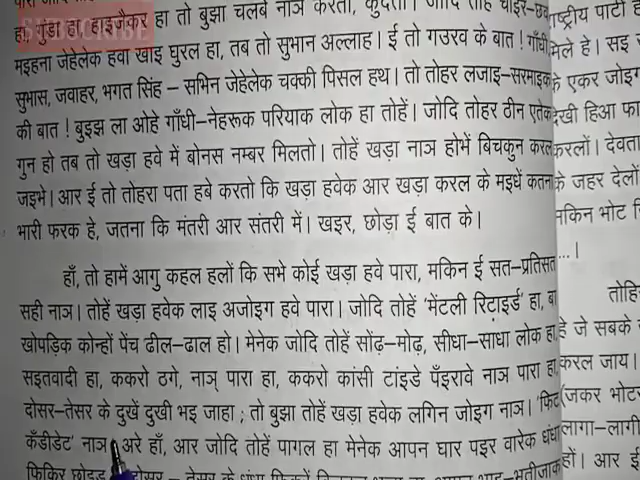 SUBSCRIBE
हा, गुंडा हा, हाइजैकर हा तो बुझा चलबे नाञ करतो, कुदतो। जोदि तोहे चाइर-छव
मइहना जेहेलेक हवा खाइ घुरल हा, तब तो सुभान अल्लाह। ई तो गउरव के बात ! गाँधी
सुभास, जवाहर, भगत सिंह – सभिन जेहेलेक चक्की पिसल हथ। तो तोहर लजाइ-सरमाइक
की बात ! बुइझ ला ओहे गाँधी-नेहरूक परियाक लोक हा तोहें। जोदि तोहर ठीन एतेक
गुन हो तब तो खड़ा हवे में बोनस नम्बर मिलतो। तोहें खड़ा नाञ होभें बिचकुन करल
जइभे। आर ई तो तोहरा पता हबे करतो कि खड़ा हवेक आर खड़ा करल के मइधें कतना
भारी फरक हे, जतना कि मंतरी आर संतरी में। खइर, छोड़ा ई बात के।
हाँ, तो हामें आगु कहल हलों कि सभे कोई खड़ा हवे पारा, मकिन ई सत-प्रतिसत
सही नाञ। तोहें खड़ा हवेक लाइ अजोइग हवे पारा। जोदि तोहें 'मेंटली रिटाइर्ड' हा, बा
खोपड़िक कोन्हों पेंच ढील-ढाल हो। मेनेक जोदि तोहें सोंढ़-मोढ़, सीधा-साधा लोक हा,
सइतवादी हा, ककरो ठगे, नाञ् पारा हा, ककरो कांसी टांइडे पँइरावे नाञ पारा हा,
दोसर-तेसर के दुखें दुखी भइ जाहा ; तो बुझा तोहें खड़ा हवेक लगिन जोइग नाञ। 'फिट
कँडीडेट' नाञ अरे हाँ, आर जोदि तोहें पागल हा मेनेक आपन घार पइर वारेक धंधा
फिकिर छोइड़
राष्ट्रीय पार्टी
मिले हे। सइ
के एकर जोइग
देखी हिआ फा
करलों। देवता
के जहर देलों
मकिन भोट
...।
तोहि
हे जे सबके
करल जाय।
(जकर भोट
लागा-लागी
हों। आर ई